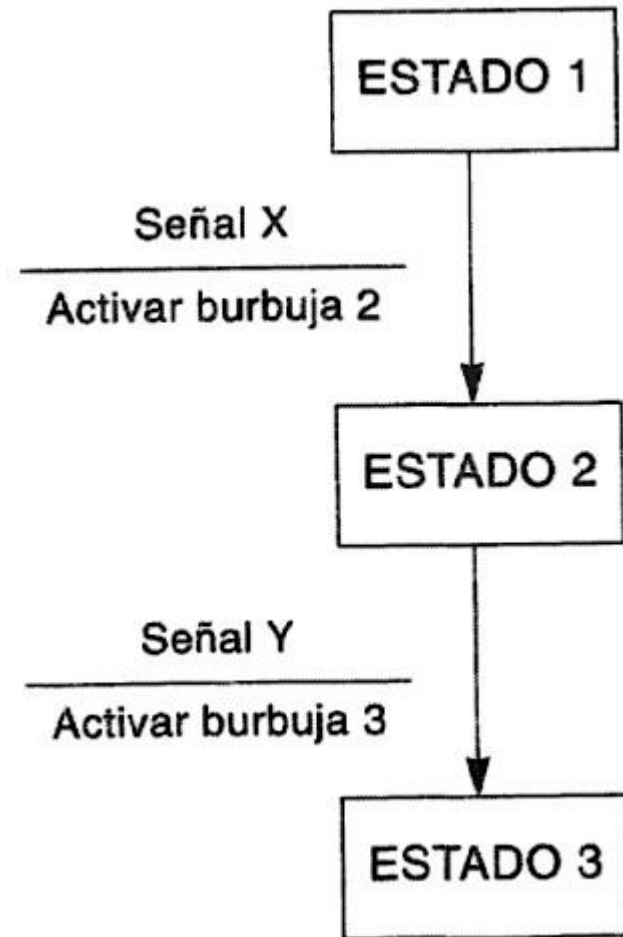 ESTADO 1
Señal X
Activar burbuja 2
ESTADO 2
Señal Y
Activar burbuja 3
ESTADO 3